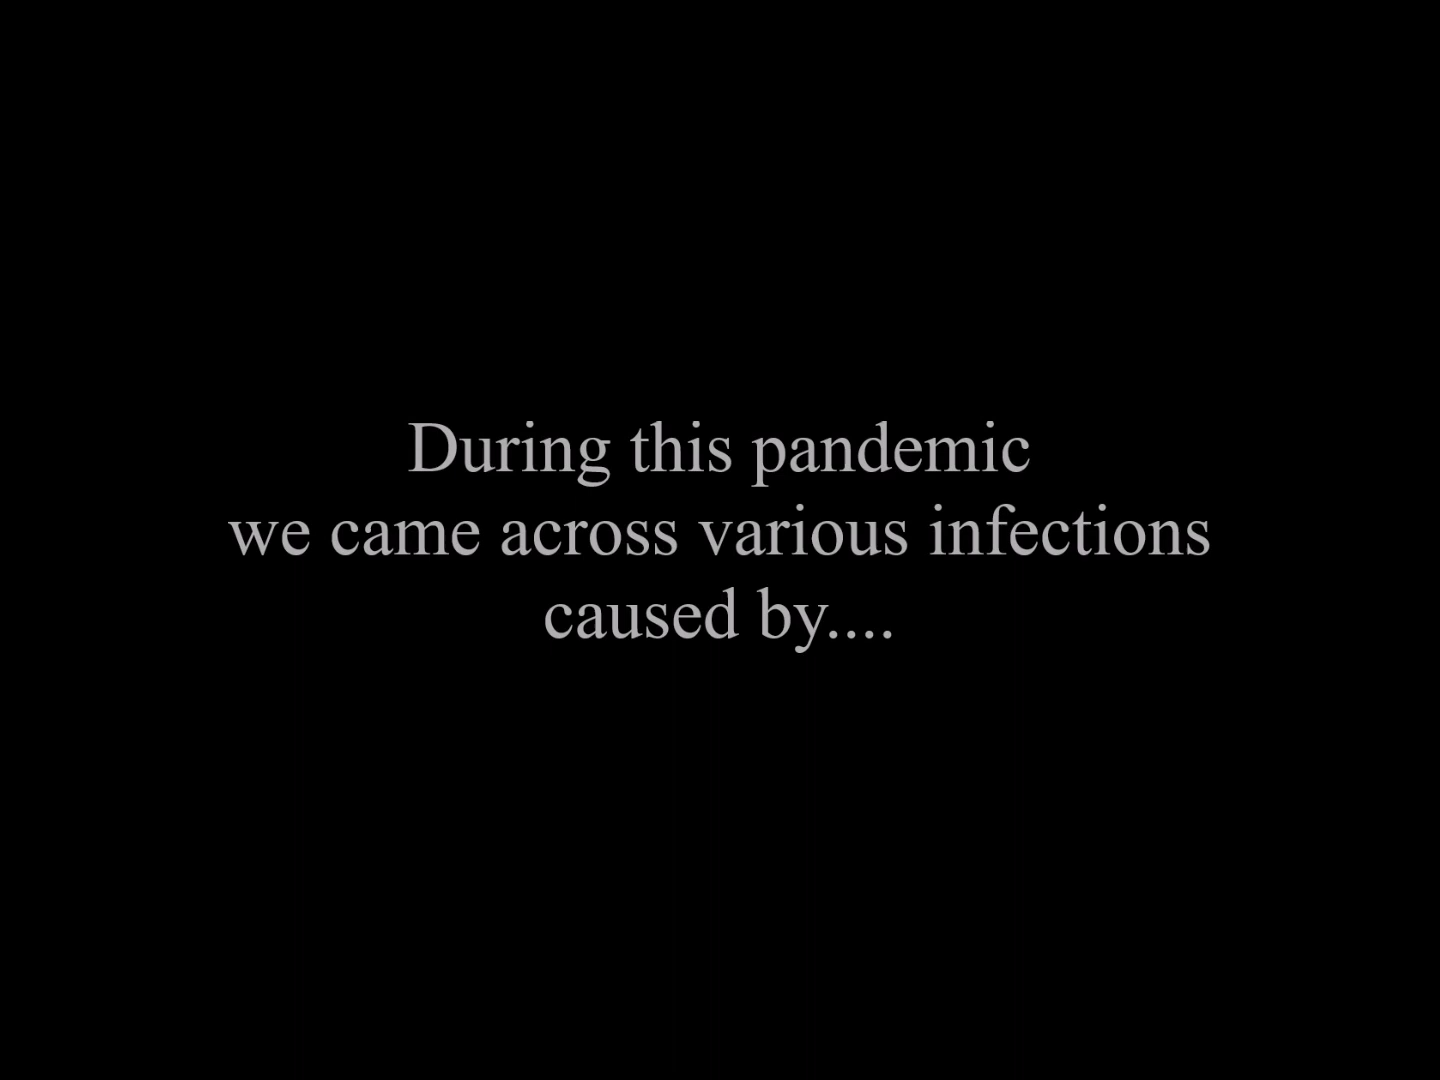 During this pandemic
we came across various infections
caused by....